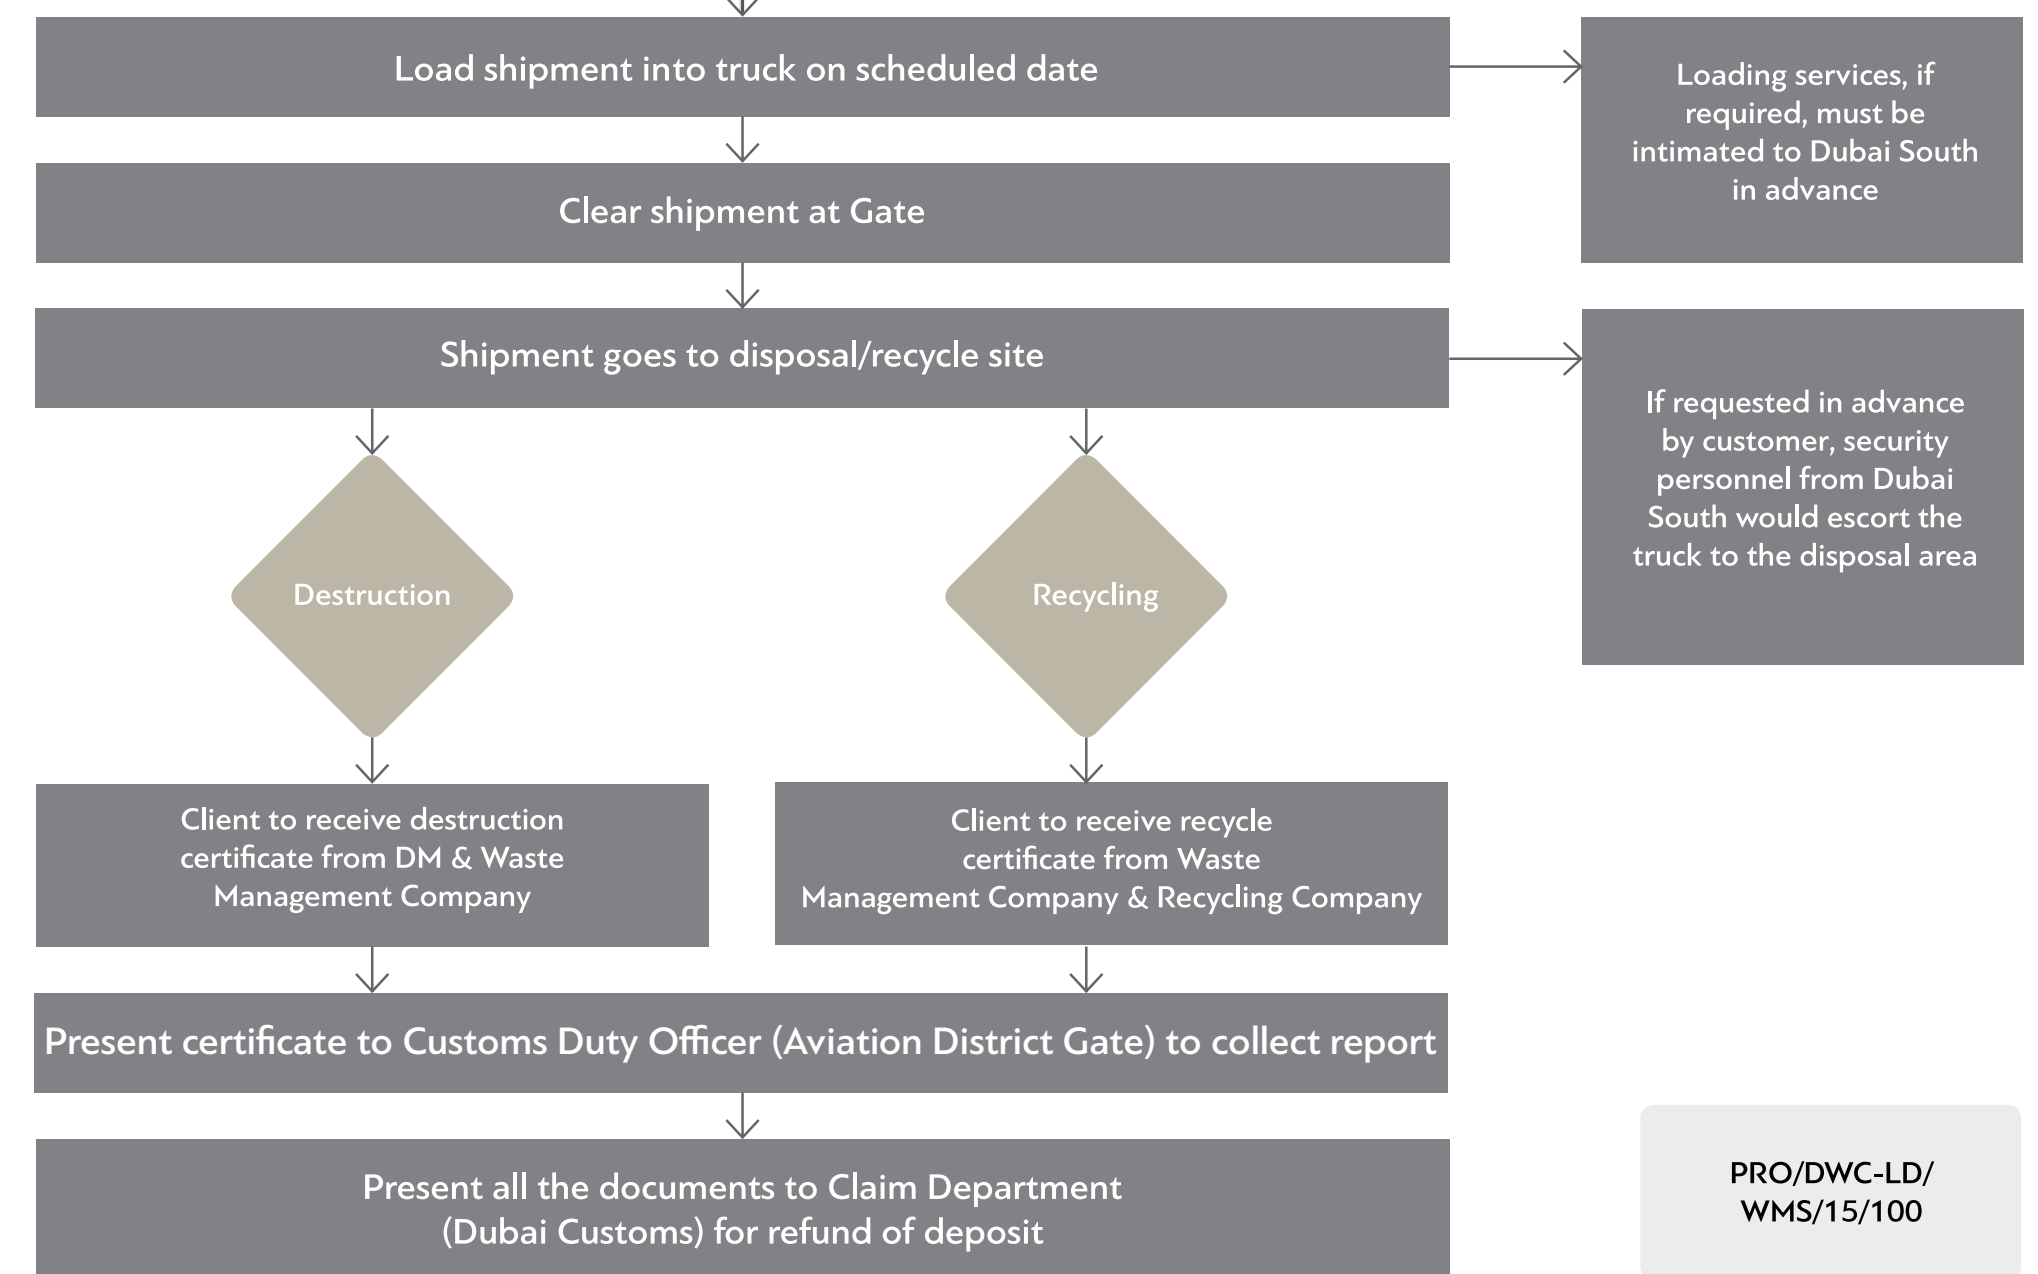 Load shipment into truck on scheduled date
Loading services, if
required, must be
intimated to Dubai South
in advance
Clear shipment at Gate
Shipment goes to disposal/recycle site
If requested in advance
by customer, security
personnel from Dubai
South would escort the
truck to the disposal area
Destruction
Recycling
Client to receive destruction
certificate from DM & Waste
Management Company
Client to receive recycle
certificate from Waste
Management Company & Recycling Company
Present certificate to Customs Duty Officer (Aviation District Gate) to collect report
Present all the documents to Claim Department
(Dubai Customs) for refund of deposit
PRO/DWC-LD/
WMS/15/100